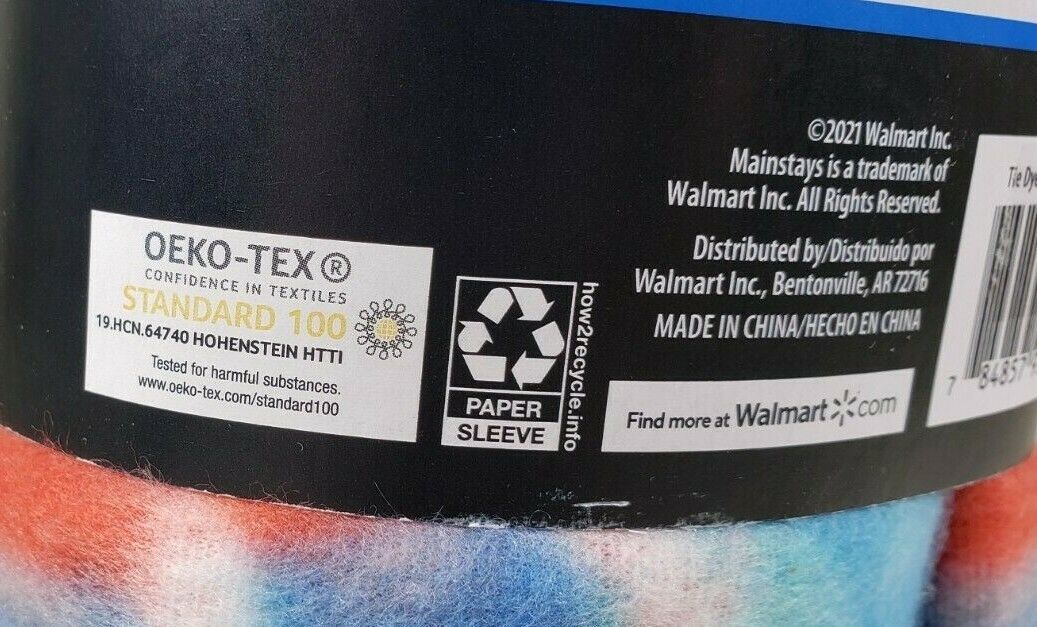 OEKO-TEX®
CONFIDENCE IN TEXTILES
STANDARD 100
19.HCN.64740 HOHENSTEIN HTTI
Tested for harmful substances.
www.oeko-tex.com/standard100
PAPER
SLEEVE
how2recycle.info
©2021 Walmart Inc.
Mainstays is a trademark of
Walmart Inc. All Rights Reserved.
Distributed by/Distribuido por
Walmart Inc., Bentonville, AR 72716
MADE IN CHINA/HECHO EN CHINA
Find more at Walmart com
Tie Dye
7 84857